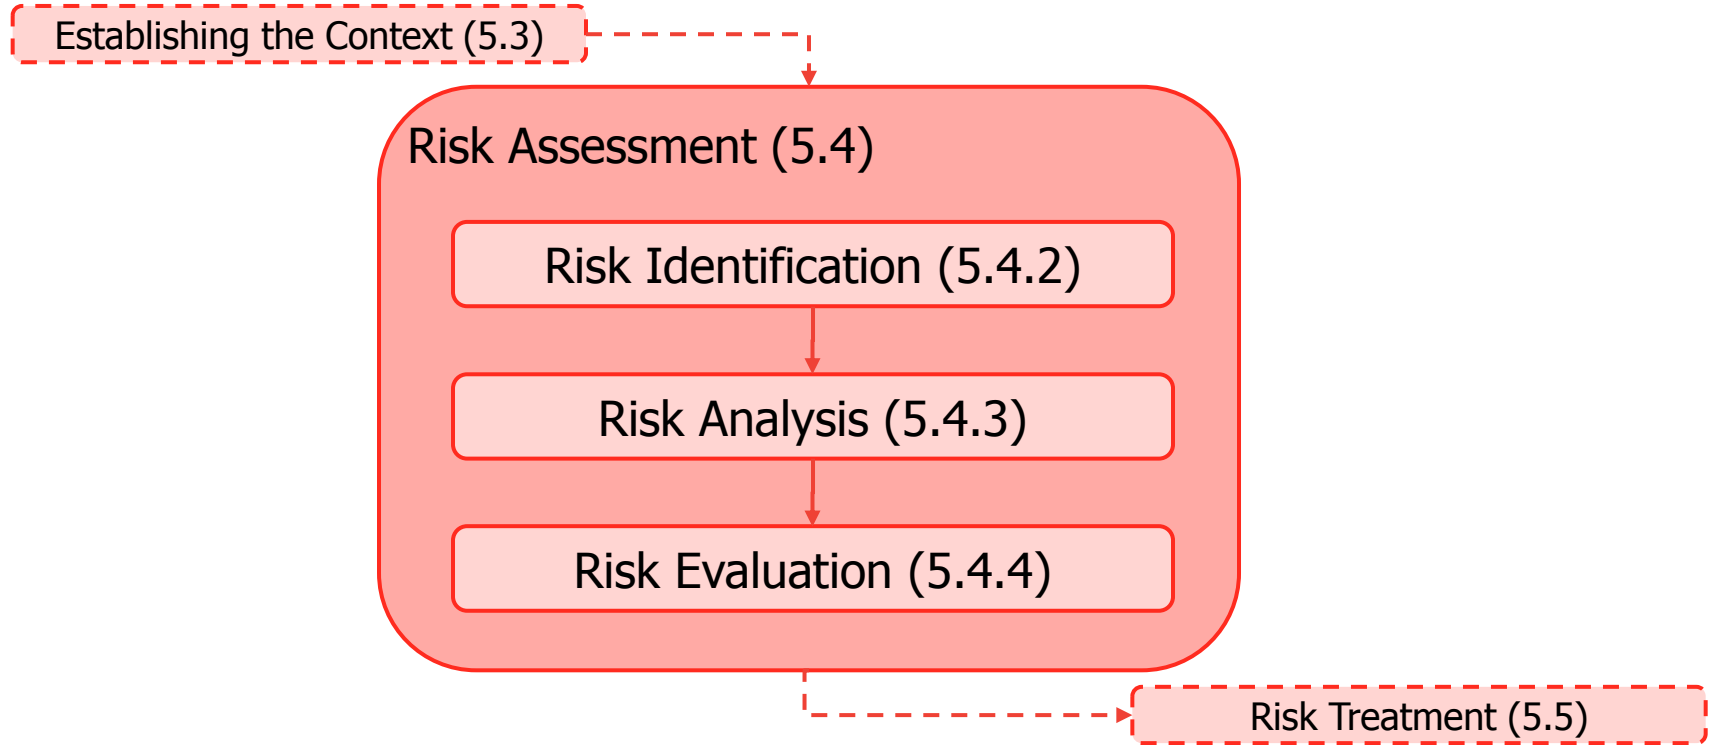 Establishing the Context (5.3)
Risk Assessment (5.4)
Risk Identification (5.4.2)
Risk Analysis (5.4.3)
Risk Evaluation (5.4.4)
Risk Treatment (5.5)